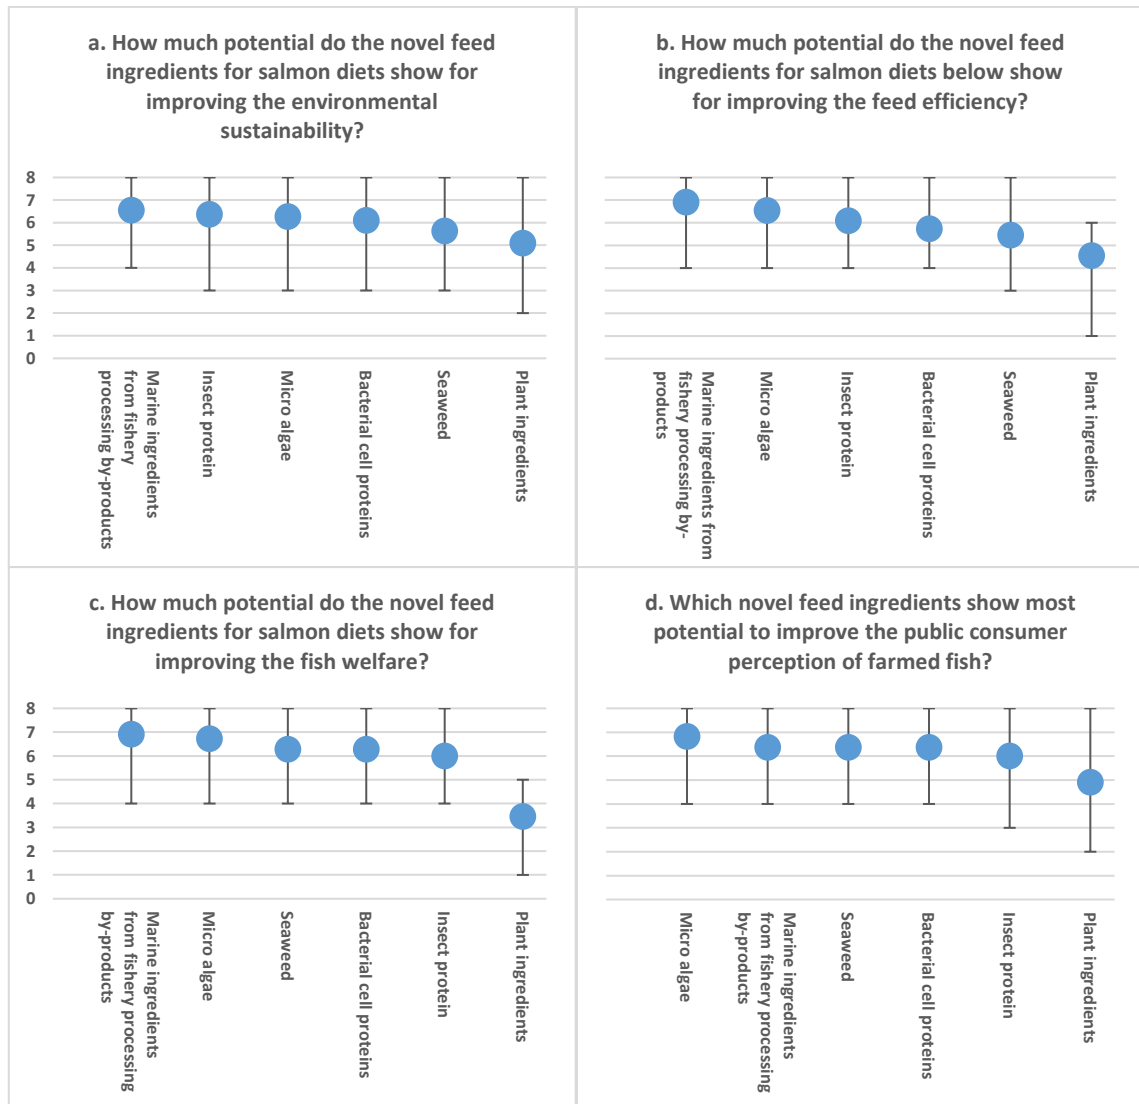 a. How much potential do the novel feed
ingredients for salmon diets show for
improving the environmental
sustainability?
8
7
6
5
4
3
2
1
0
Marine ingredients
from fishery
processing by-products
Insect protein
Micro algae
Bacterial cell proteins
Seaweed
Plant ingredients
b. How much potential do the novel feed
ingredients for salmon diets below show
for improving the feed efficiency?
Marine ingredients from
fishery processing by-
products
Micro algae
Insect protein
Bacterial cell proteins
Seaweed
Plant ingredients
c. How much potential do the novel feed
ingredients for salmon diets show for
improving the fish welfare?
8
7
6
5
4
3
2
1
0
Marine ingredients
from fishery processing
by-products
Micro algae
Seaweed
Bacterial cell proteins
Insect protein
Plant ingredients
d. Which novel feed ingredients show most
potential to improve the public consumer
perception of farmed fish?
Micro algae
Marine ingredients
from fishery processing
by-products
Seaweed
Bacterial cell proteins
Insect protein
Plant ingredients